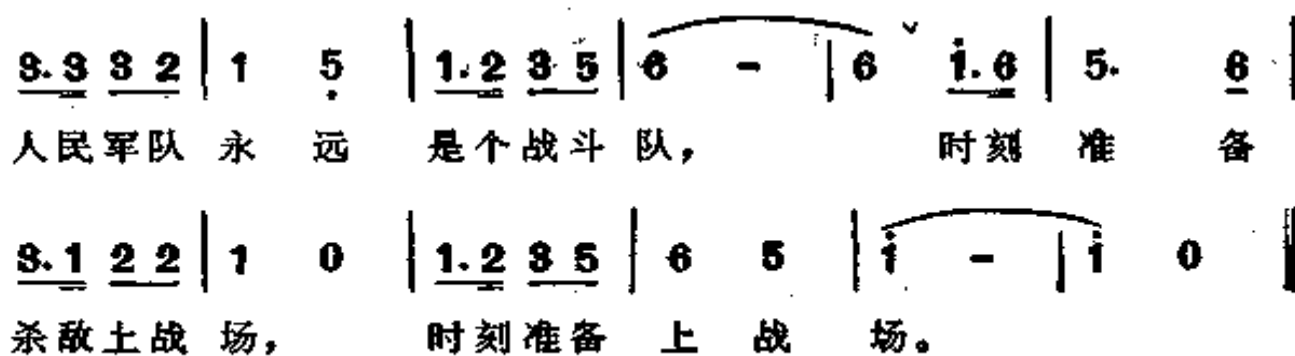 3.3 3 2 | 1 5̣ | 1.2 3 5 | 6 - | 6 i.6 | 5. 6 |
人民军队 永 远 是个战斗 队， 时刻 准 备
3.1 2 2 | 1 0 | 1.2 3 5 | 6 5 | i - | i 0 ‖
杀敌上战 场， 时刻准备 上 战 场。